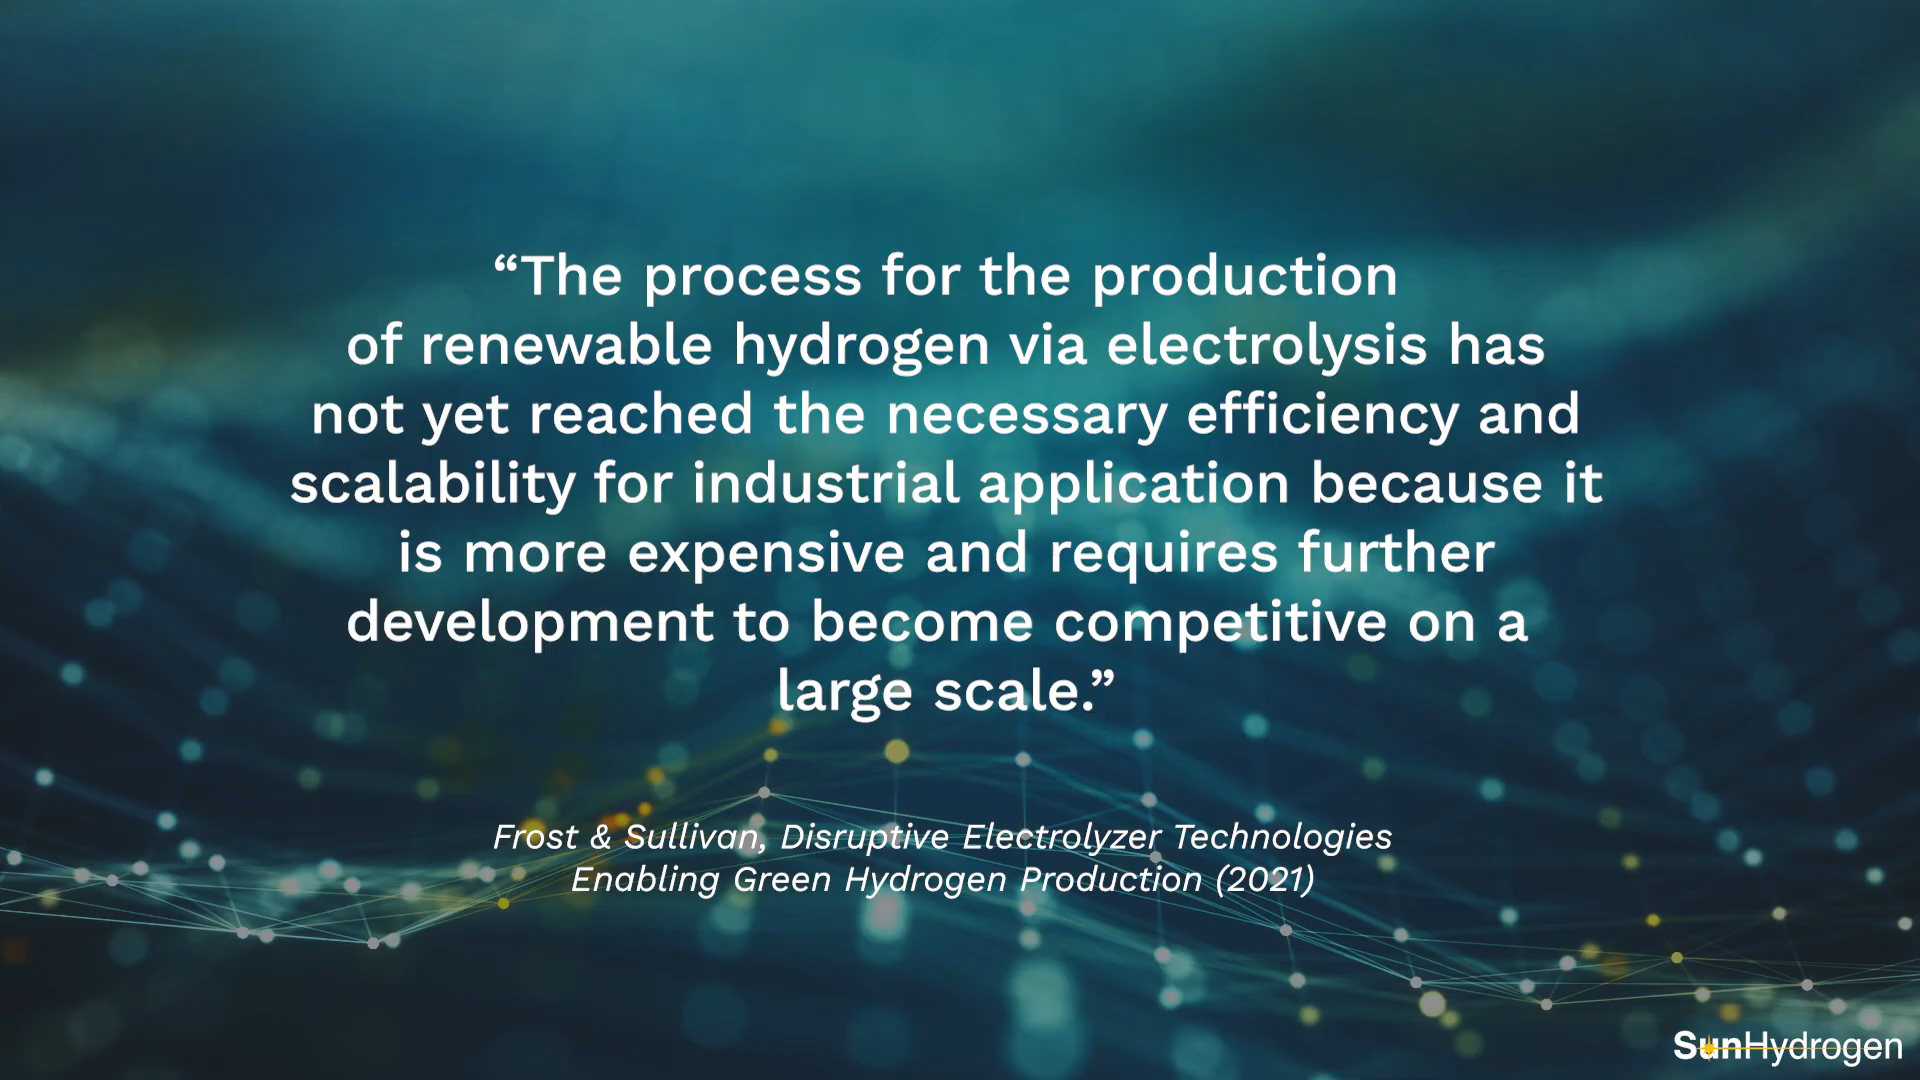 “The process for the production
of renewable hydrogen via electrolysis has
not yet reached the necessary efficiency and
scalability for industrial application because it
is more expensive and requires further
development to become competitive on a
large scale.”
Frost & Sullivan, Disruptive Electrolyzer Technologies
Enabling Green Hydrogen Production (2021)
SunHydrogen